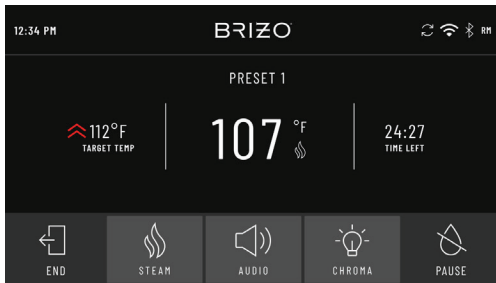 12:34 PM
BRIZO
RM
PRESET 1
112°F
TARGET TEMP
107 °F
24:27
TIME LEFT
END
STEAM
AUDIO
CHROMA
PAUSE